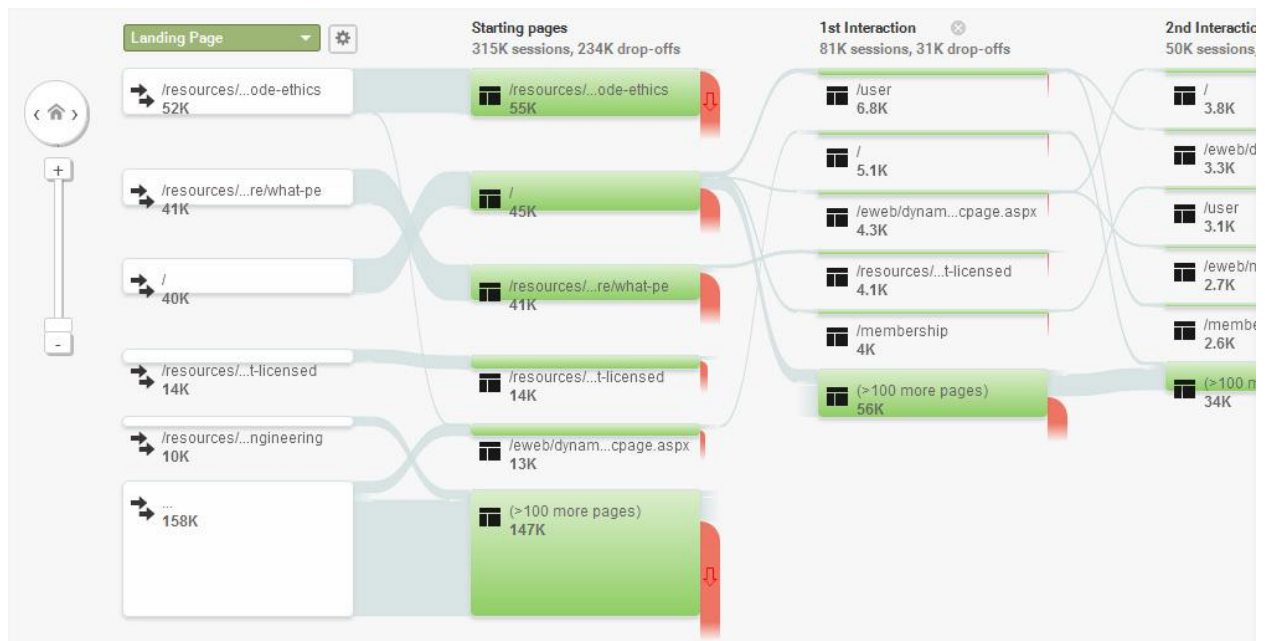 Landing Page
Starting pages
315K sessions, 234K drop-offs
1st Interaction
81K sessions, 31K drop-offs
2nd Interactio
50K sessions,
/resources/...ode-ethics
52K
/resources/...re/what-pe
41K
/
40K
/resources/...t-licensed
14K
/resources/...ngineering
10K
...
158K
+
-
/resources/...ode-ethics
55K
/
45K
/resources/...re/what-pe
41K
/resources/...t-licensed
14K
/eweb/dynam...cpage.aspx
13K
(>100 more pages)
147K
/user
6.8K
/
5.1K
/eweb/dynam...cpage.aspx
4.3K
/resources/...t-licensed
4.1K
/membership
4K
(>100 more pages)
56K
/
3.8K
/eweb/d
3.3K
/user
3.1K
/eweb/n
2.7K
/membe
2.6K
(>100 m
34K